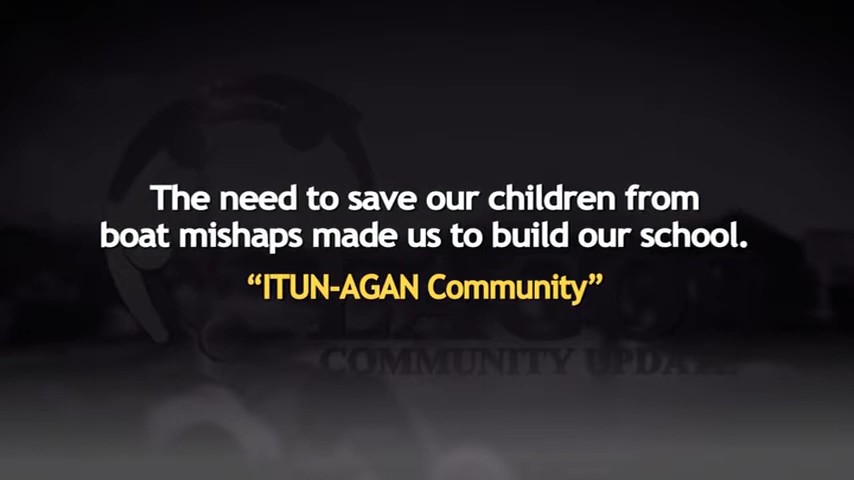 The need to save our children from
boat mishaps made us to build our school.
“ITUN-AGAN Community”
LAGOS
COMMUNITY UPDATE